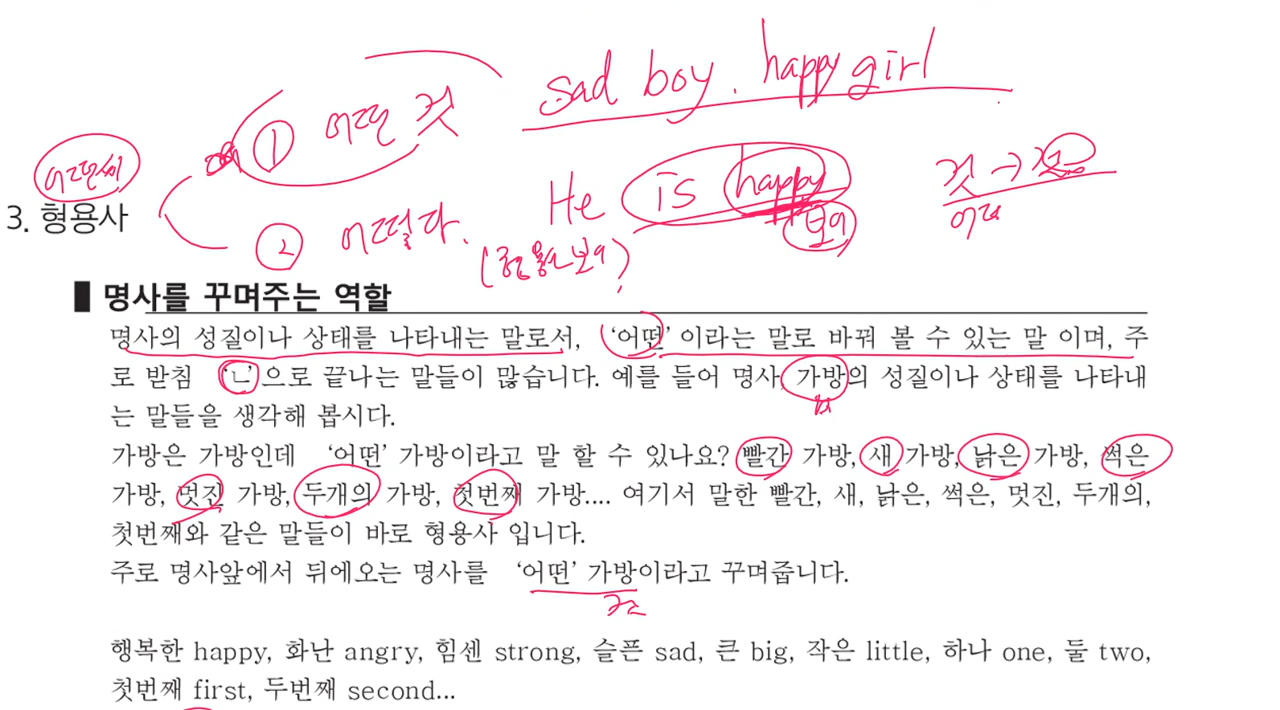 sad boy. happy girl
① 어떤 것
어떤씨
He is happy
보어
3. 형용사
② 어떻다.
■ 명사를 꾸며주는 역할
명사의 성질이나 상태를 나타내는 말로서, ‘어떤’ 이라는 말로 바꿔 볼 수 있는 말 이며, 주
로 받침 ‘ㄴ’ 으로 끝나는 말들이 많습니다. 예를 들어 명사, 가방의 성질이나 상태를 나타내
는 말들을 생각해 봅시다.
가방은 가방인데 ‘어떤’ 가방이라고 말 할 수 있나요? 빨간 가방, 새 가방, 낡은 가방, 썩은
가방, 멋진 가방, 두개의 가방, 첫번째 가방.... 여기서 말한 빨간, 새, 낡은, 썩은, 멋진, 두개의,
첫번째와 같은 말들이 바로 형용사 입니다.
주로 명사앞에서 뒤에오는 명사를 ‘어떤’ 가방이라고 꾸며줍니다.
행복한 happy, 화난 angry, 힘센 strong, 슬픈 sad, 큰 big, 작은 little, 하나 one, 둘 two,
첫번째 first, 두번째 second...